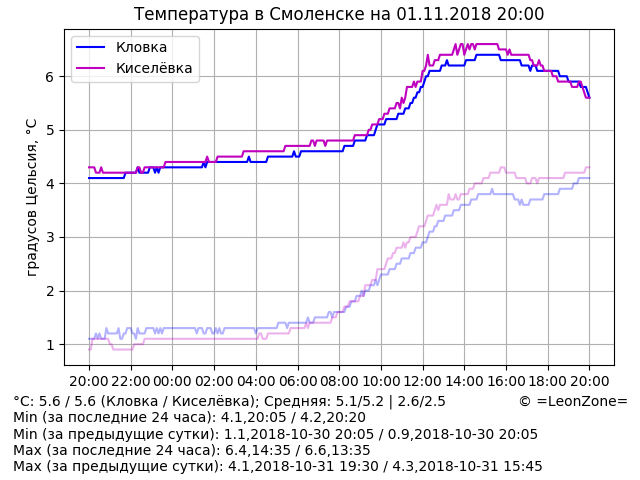 Температура в Смоленске на 01.11.2018 20:00
Кловка
Киселёвка
градусов Цельсия, °C
6
5
4
3
2
1
20:00 22:00 00:00 02:00 04:00 06:00 08:00 10:00 12:00 14:00 16:00 18:00 20:00
°C: 5.6 / 5.6 (Кловка / Киселёвка); Средняя: 5.1/5.2 | 2.6/2.5 © =LeonZone=
Min (за последние 24 часа): 4.1,20:05 / 4.2,20:20
Min (за предыдущие сутки): 1.1,2018-10-30 20:05 / 0.9,2018-10-30 20:05
Max (за последние 24 часа): 6.4,14:35 / 6.6,13:35
Max (за предыдущие сутки): 4.1,2018-10-31 19:30 / 4.3,2018-10-31 15:45